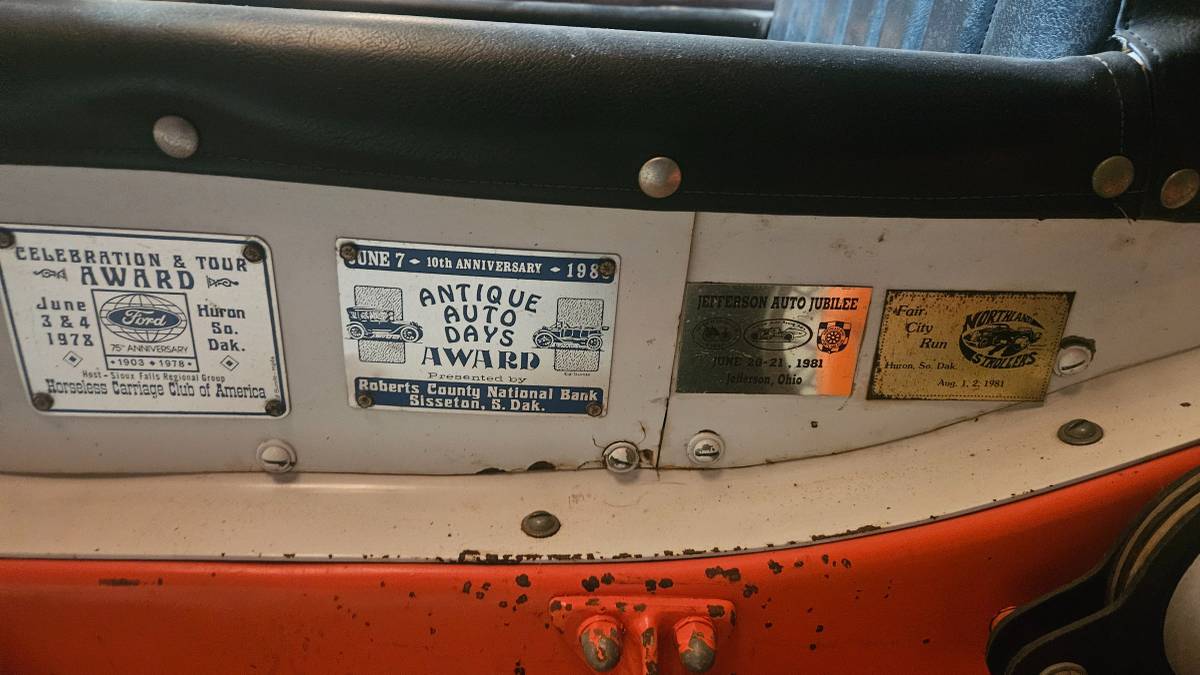 CELEBRATION & TOUR
AWARD
June
3 & 4
1978
Ford
75th ANNIVERSARY
• 1903 • 1978 •
Huron
So.
Dak.
Host - Sioux Falls Regional Group
Horseless Carriage Club of America
JUNE 7 10th ANNIVERSARY
ANTIQUE
AUTO
DAYS
AWARD
Presented by
Roberts County National Bank
Sisseton, S. Dak.
JEFFERSON AUTO JUBILEE
JUNE 20-21, 1981
Jefferson, Ohio
Fair
City
Run
NORTHLAND
STROLLERS
Huron, So. Dak.
Aug. 1, 2, 1981